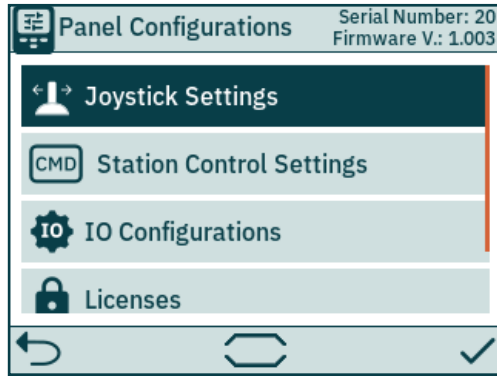 Panel Configurations
Serial Number: 20
Firmware V.: 1.003
Joystick Settings
CMD
Station Control Settings
IO
IO Configurations
Licenses